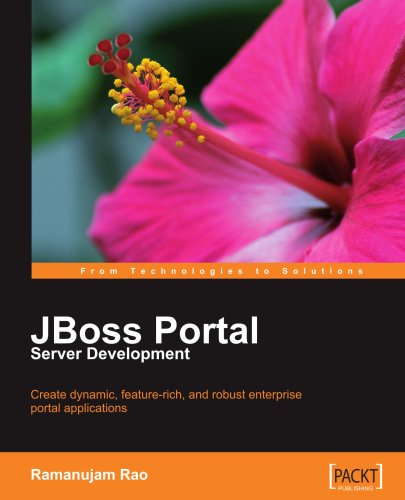 From Technologies to Solutions
JBoss Portal
Server Development
Create dynamic, feature-rich, and robust enterprise
portal applications
Ramanujam Rao
[PACKT]
PUBLISHING